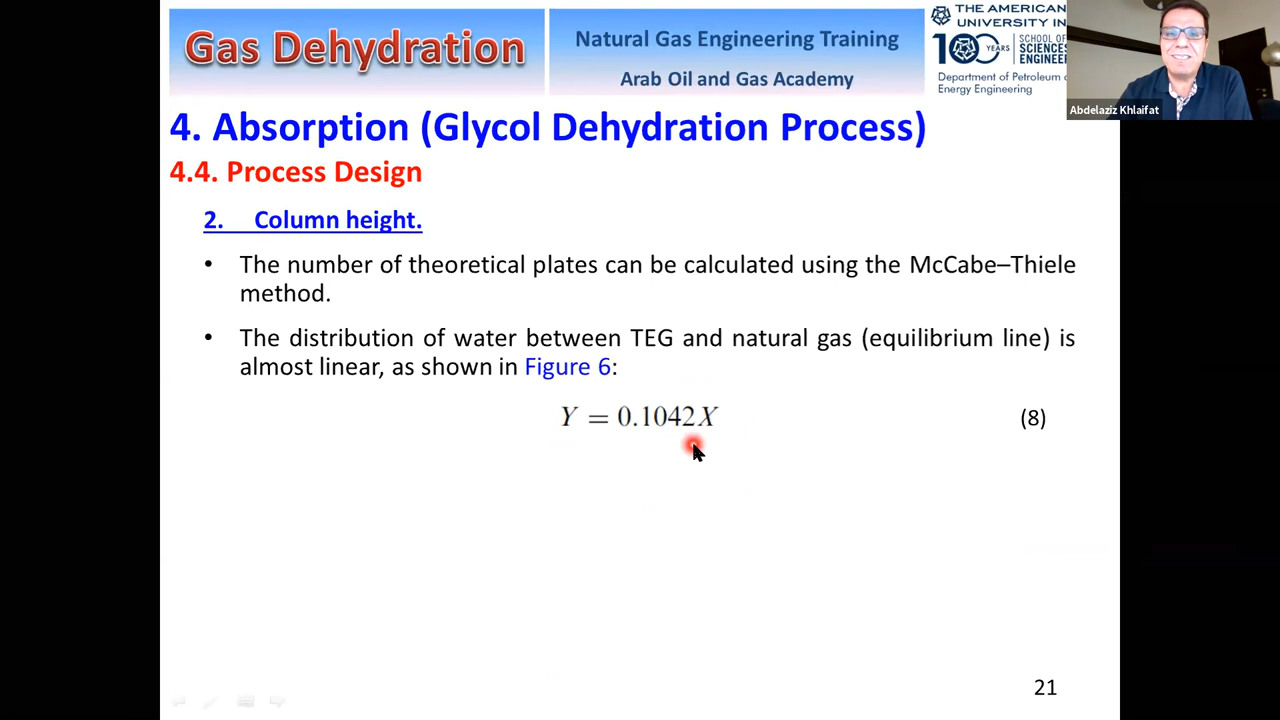 Gas Dehydration
Natural Gas Engineering Training
Arab Oil and Gas Academy
THE AMERICAN
UNIVERSITY IN
100 YEARS
SCHOOL OF
SCIENCES
ENGINEER
Department of Petroleum
Energy Engineering
Abdelaziz Khlaifat
4. Absorption (Glycol Dehydration Process)
4.4. Process Design
2. Column height.
• The number of theoretical plates can be calculated using the McCabe–Thiele
method.
• The distribution of water between TEG and natural gas (equilibrium line) is
almost linear, as shown in Figure 6:
Y = 0.1042X (8)
21